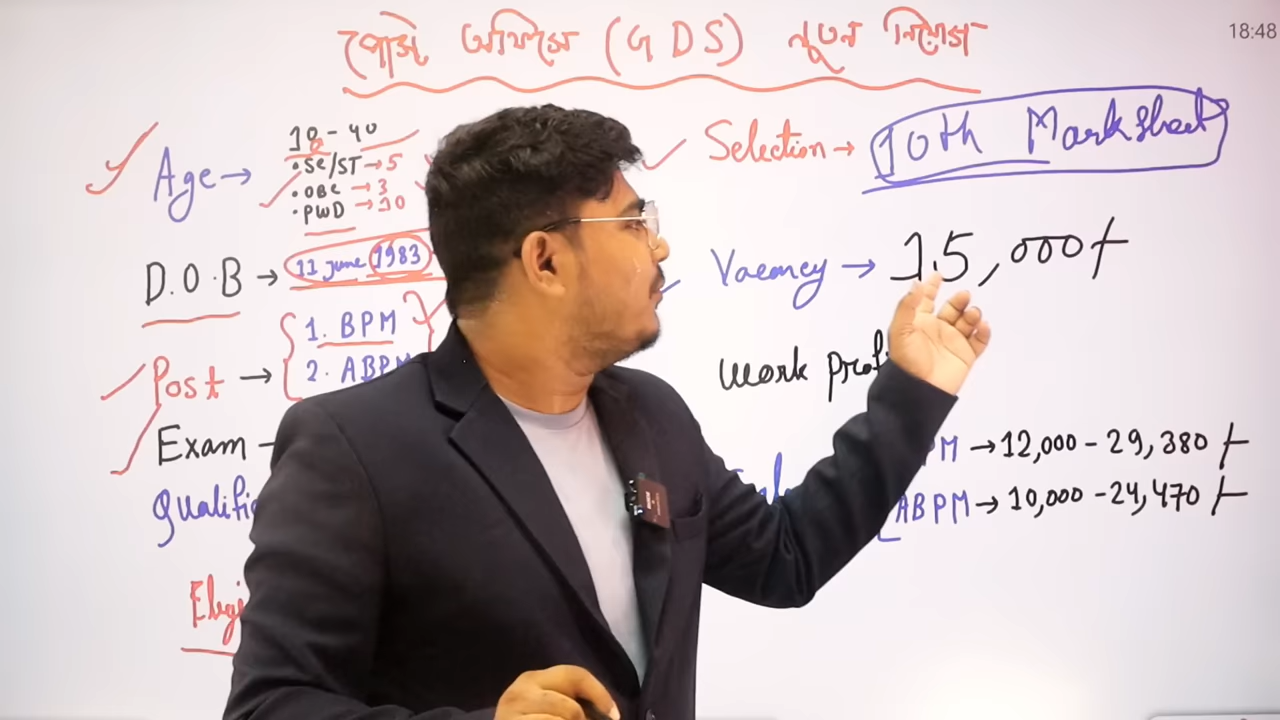 পোস্ট অফিসে (GDS) নূতন নিয়োগ
18:48
Age → 18 - 40
• SC/ST → 5
• OBC → 3
• PWD → 10
D.O.B → 11 june 1983
Post → 1. BPM
2. ABPM
Exam
Qualifi
Eligi
Selection → 10th Marksheet
Vacancy → 15,000+
Work profi
PM → 12,000 - 29,380 /-
ABPM → 10,000 - 24,470 /-